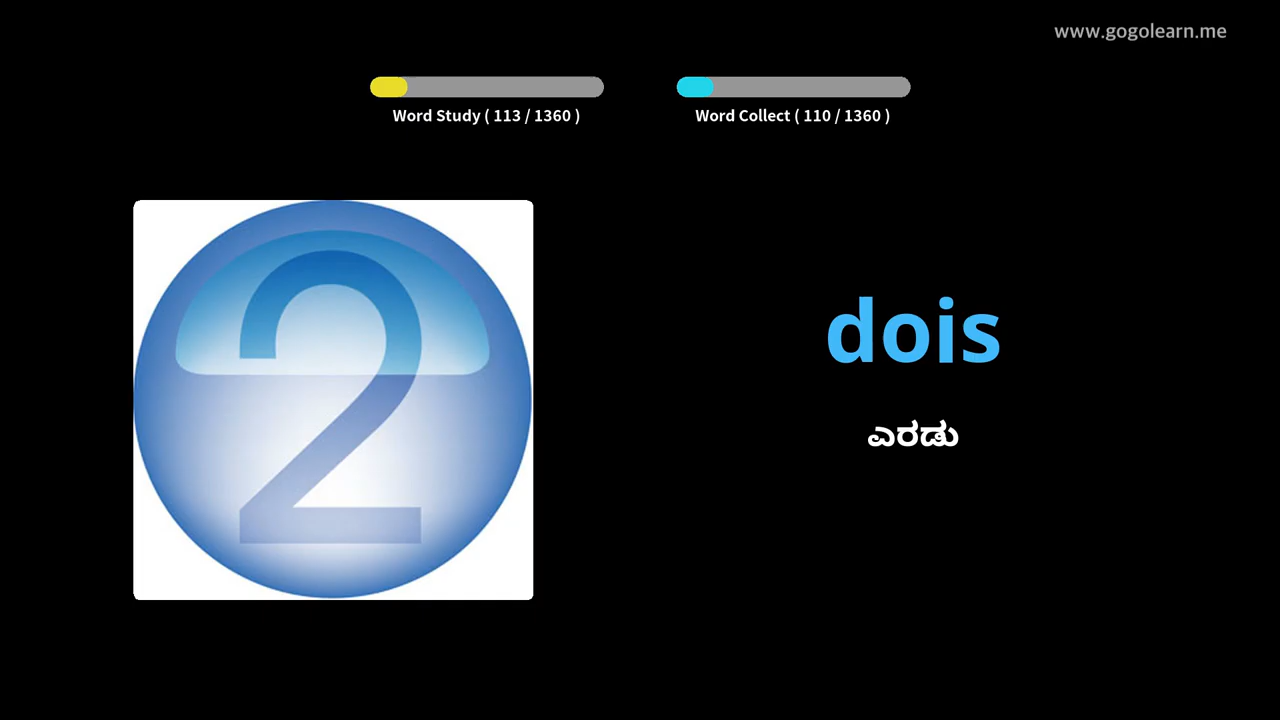 www.gogolearn.me
Word Study ( 113 / 1360 )
Word Collect ( 110 / 1360 )
2
dois
ಎರಡು